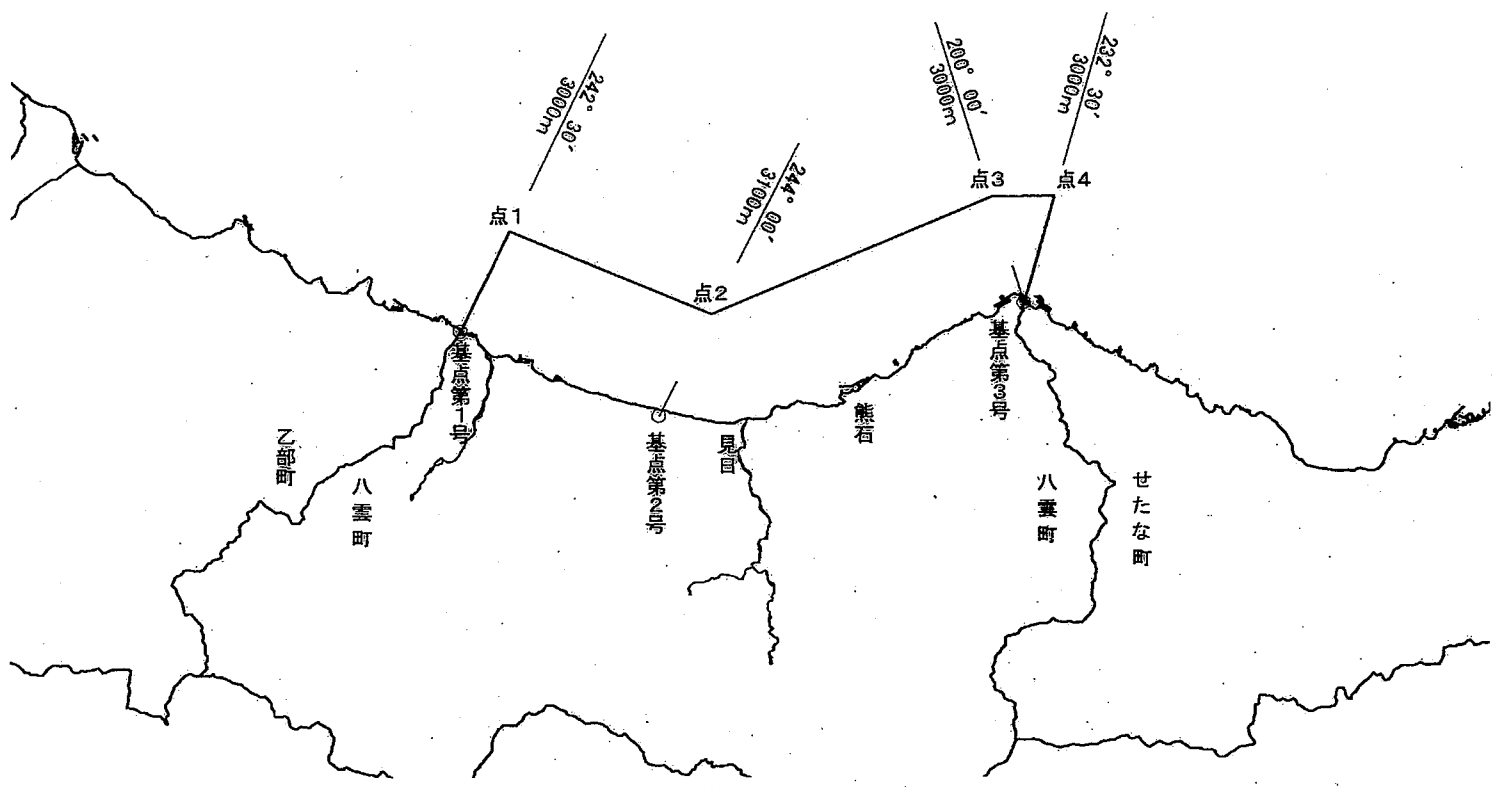 242° 30′
3000m
244° 00′
3100m
200° 00′
3000m
232° 30′
3000m
点1
点2
点3
点4
基点第1号
基点第2号
基点第3号
見日
熊石
乙部町
八雲町
八雲町
せたな町